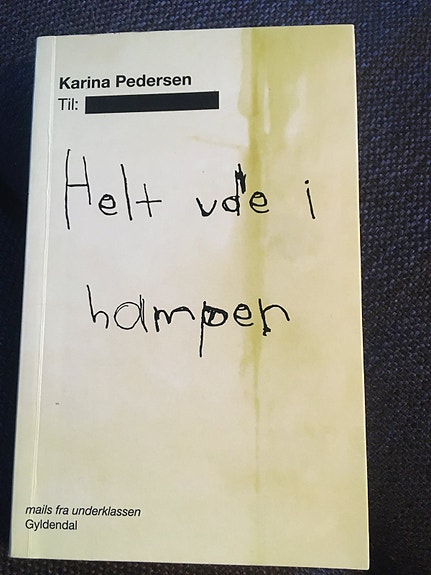 Karina Pedersen
Til:
Helt ude i
hampen
mails fra underklassen
Gyldendal